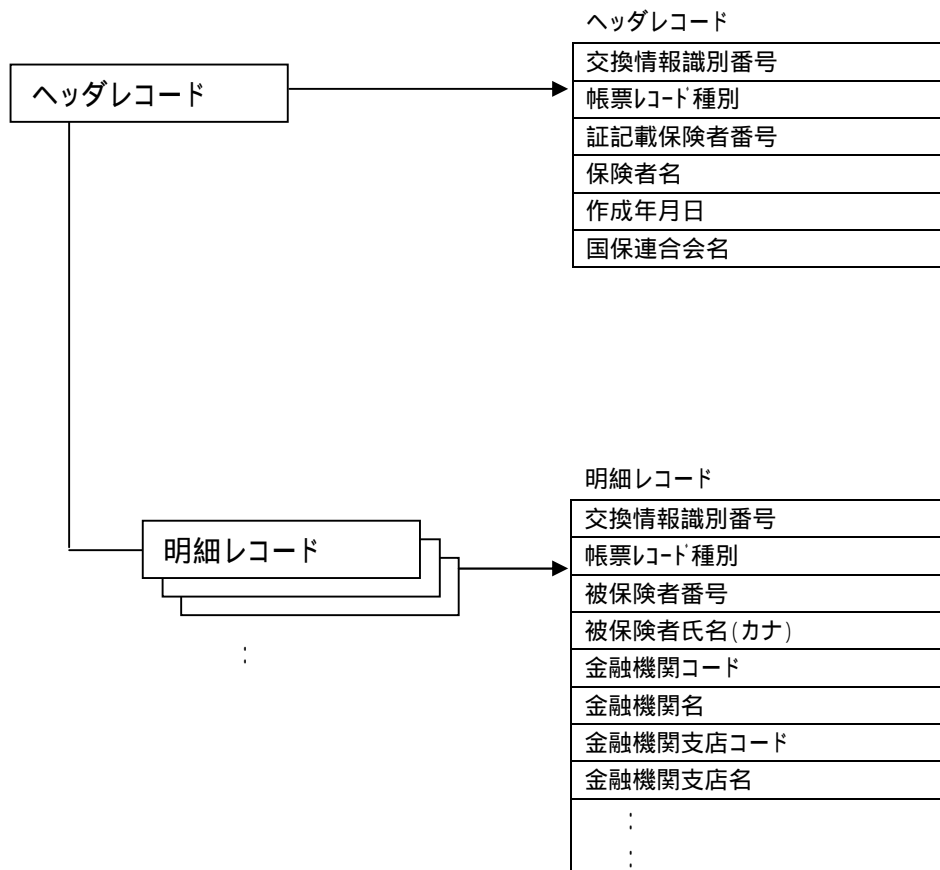 ヘッダレコード
ヘッダレコード
交換情報識別番号
帳票ﾚｺｰﾄﾞ種別
証記載保険者番号
保険者名
作成年月日
国保連合会名
明細レコード
:
明細レコード
交換情報識別番号
帳票ﾚｺｰﾄﾞ種別
被保険者番号
被保険者氏名(カナ)
金融機関コード
金融機関名
金融機関支店コード
金融機関支店名
:
: